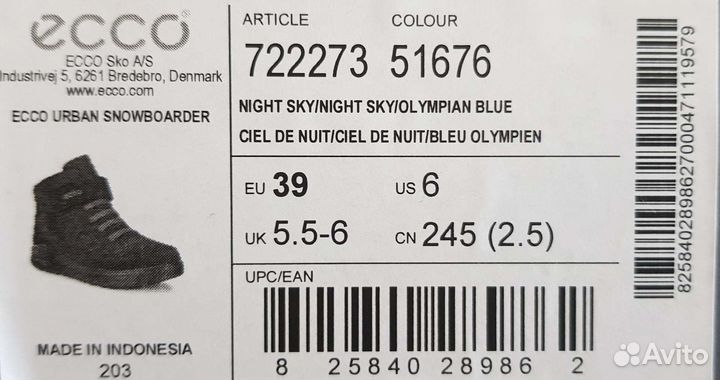 ecco
ECCO Sko A/S
Industrivej 5, 6261 Bredebro, Denmark
www.ecco.com
ECCO URBAN SNOWBOARDER
MADE IN INDONESIA
203
ARTICLE COLOUR
722273 51676
NIGHT SKY/NIGHT SKY/OLYMPIAN BLUE
CIEL DE NUIT/CIEL DE NUIT/BLEU OLYMPIEN
EU 39 US 6
UK 5.5-6 CN 245 (2.5)
UPC/EAN
8 25840 28986 2
8258402898627000471119579
Avito